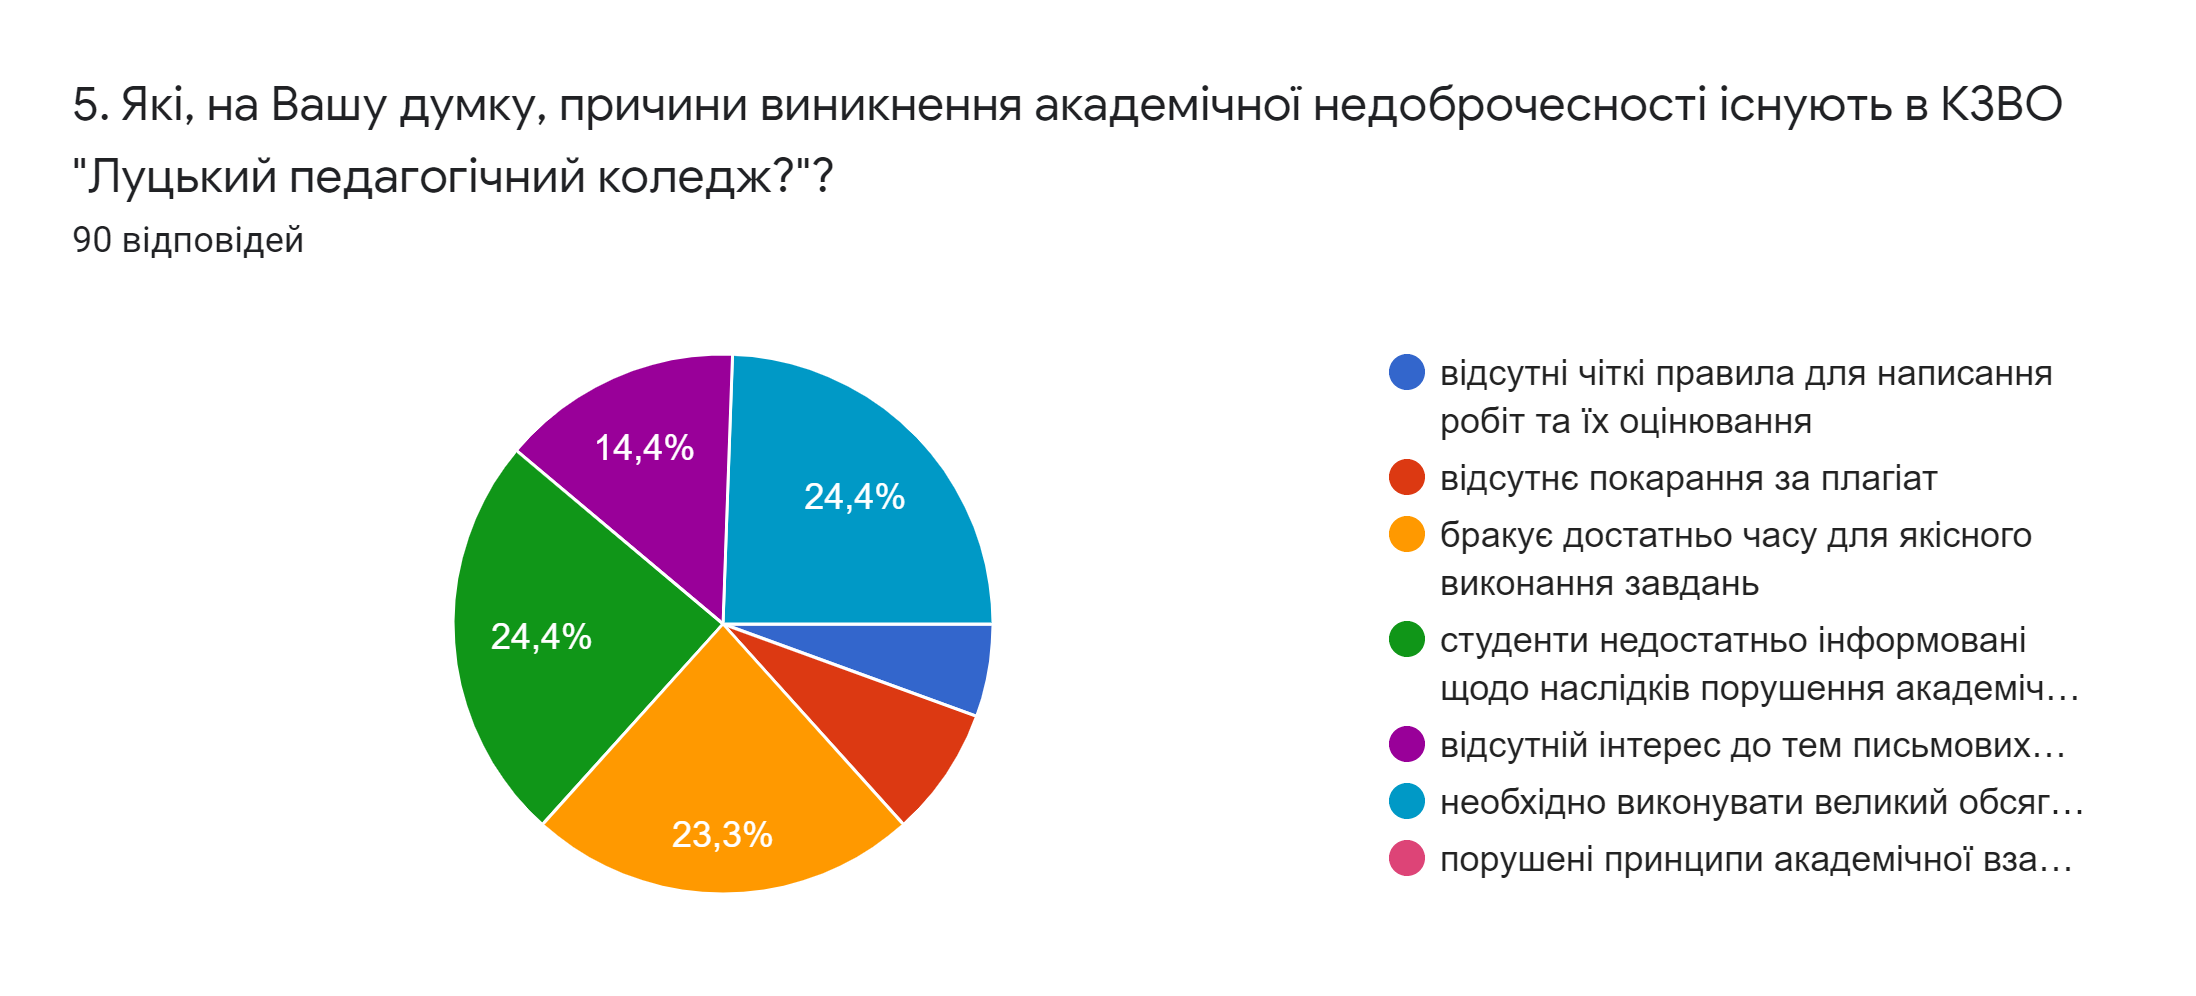 5. Які, на Вашу думку, причини виникнення академічної недоброчесності існують в КЗВО
"Луцький педагогічний коледж?"?
90 відповідей
14,4%
24,4%
24,4%
23,3%
відсутні чіткі правила для написання
робіт та їх оцінювання
відсутнє покарання за плагіат
бракує достатньо часу для якісного
виконання завдань
студенти недостатньо інформовані
щодо наслідків порушення академіч…
відсутній інтерес до тем письмових…
необхідно виконувати великий обсяг…
порушені принципи академічної вза…